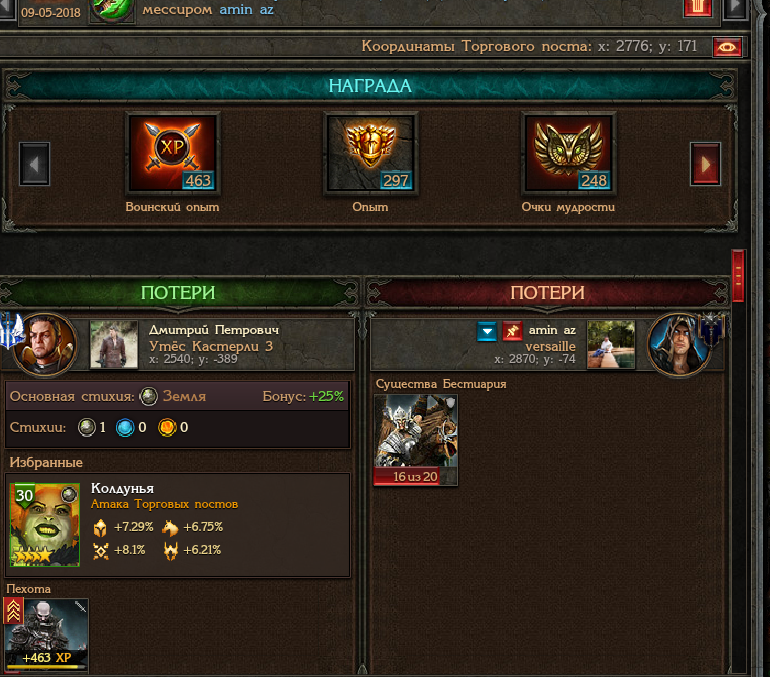 09-05-2018
мессиром amin az
Координаты Торгового поста: x: 2776; y: 171
НАГРАДА
XP
463
297
248
Воинский опыт
Опыт
Очки мудрости
ПОТЕРИ
ПОТЕРИ
Дмитрий Петрович
Утёс Кастерли 3
x: 2540; y: -389
amin az
versaille
x: 2870; y: -74
Основная стихия: Земля Бонус: +25%
Стихии: 1 0 0
Избранные
30
Колдунья
Атака Торговых постов
+7.29% +6.75%
+8.1% +6.21%
Пехота
+463 XP
Существа Бестиария
16 из 20